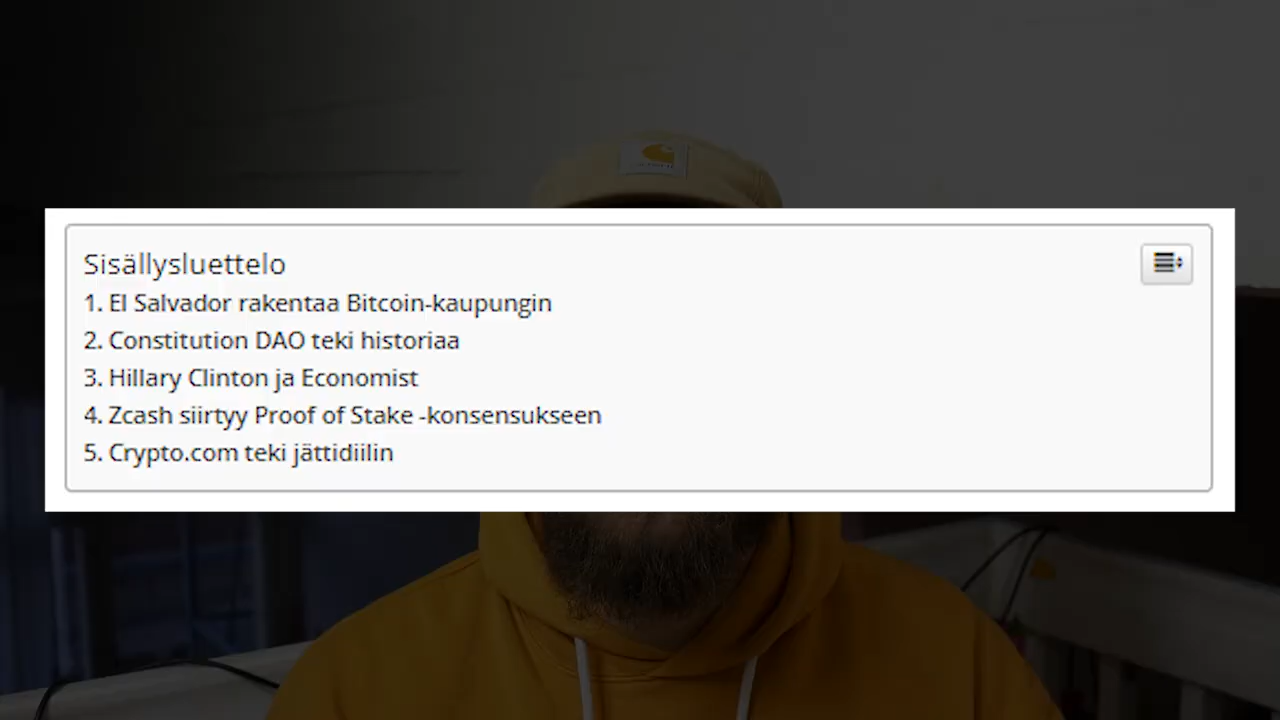 Sisällysluettelo
1. El Salvador rakentaa Bitcoin-kaupungin
2. Constitution DAO teki historiaa
3. Hillary Clinton ja Economist
4. Zcash siirtyy Proof of Stake -konsensukseen
5. Crypto.com teki jättidiilin